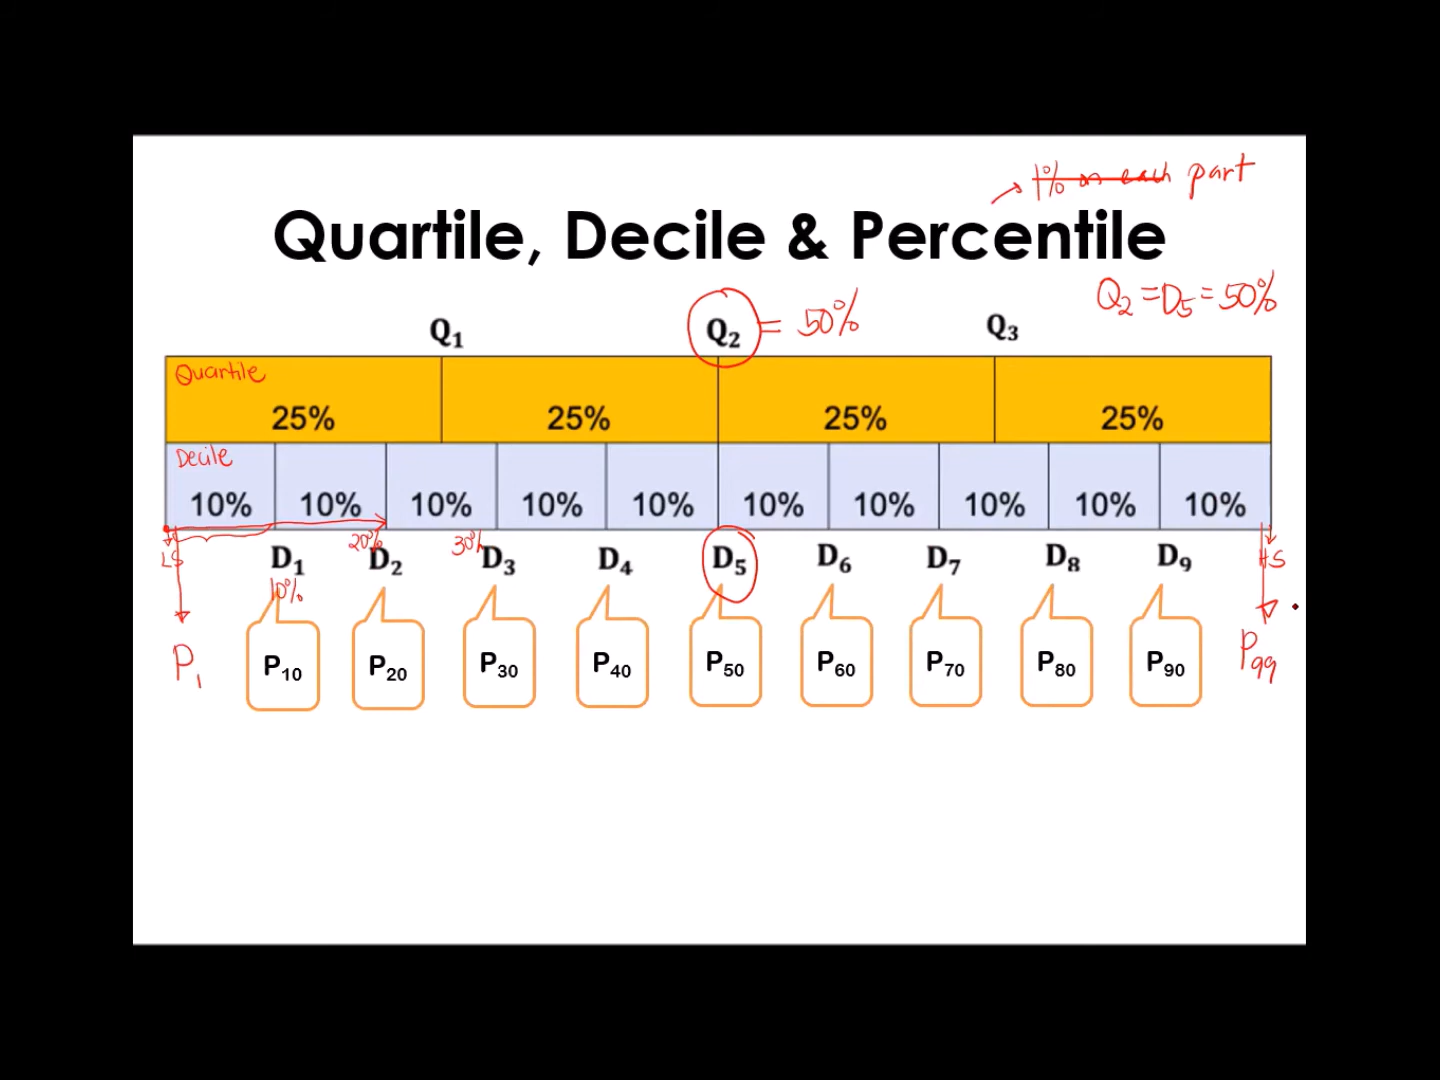 1% on each part
Quartile, Decile & Percentile
Q2 = D5 = 50%
Q1 Q2 = 50% Q3
Quartile
25% 25% 25% 25%
Decile
10% 10% 10% 10% 10% 10% 10% 10% 10% 10%
LS D1 20% D2 30% D3 D4 D5 D6 D7 D8 D9 HS
10%
P1 P10 P20 P30 P40 P50 P60 P70 P80 P90 P99